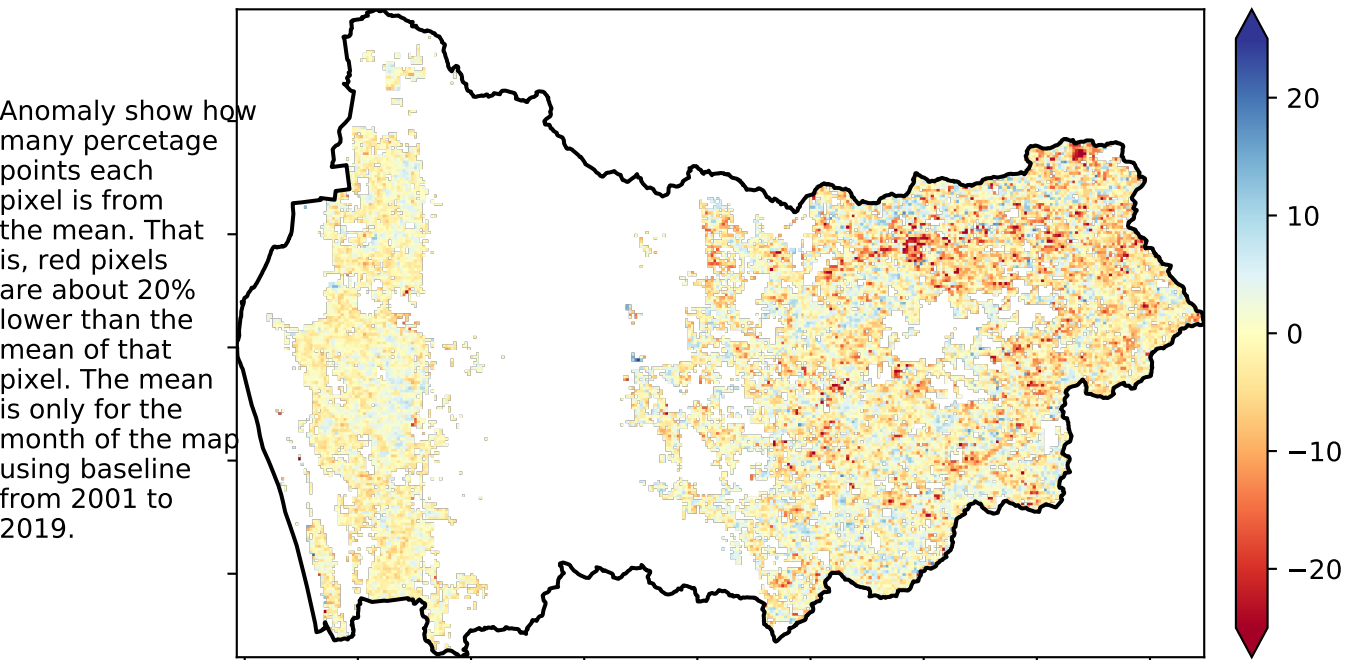 Anomaly show how
many percetage
points each
pixel is from
the mean. That
is, red pixels
are about 20%
lower than the
mean of that
pixel. The mean
is only for the
month of the map
using baseline
from 2001 to
2019.
20
10
0
−10
−20